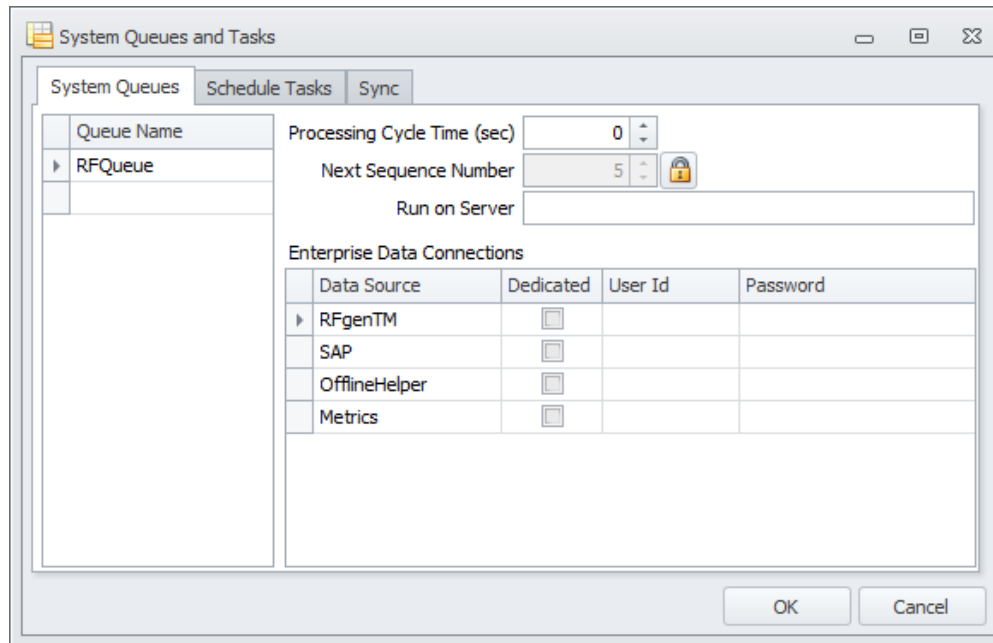 System Queues and Tasks
System Queues Schedule Tasks Sync
Queue Name
RFQueue
Processing Cycle Time (sec) 0
Next Sequence Number 5
Run on Server
Enterprise Data Connections
Data Source Dedicated User Id Password
RFgenTM
SAP
OfflineHelper
Metrics
OK Cancel